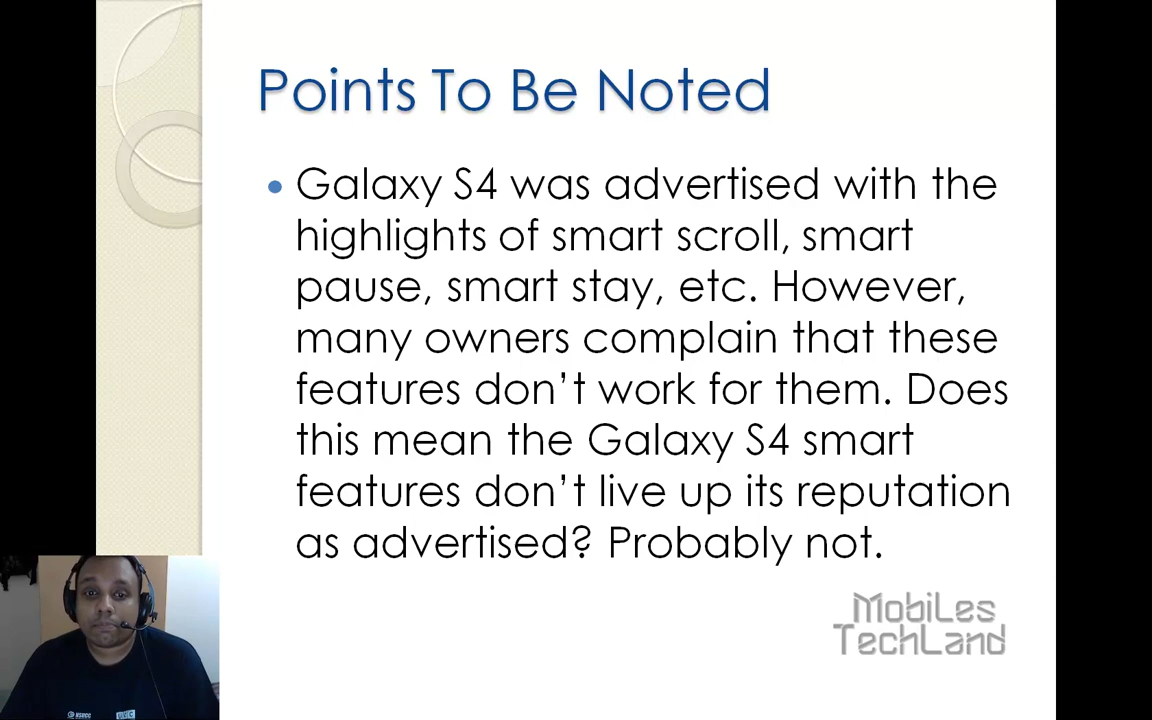 Points To Be Noted
Galaxy S4 was advertised with the
highlights of smart scroll, smart
pause, smart stay, etc. However,
many owners complain that these
features don’t work for them. Does
this mean the Galaxy S4 smart
features don’t live up its reputation
as advertised? Probably not.
MobiLes
TechLand